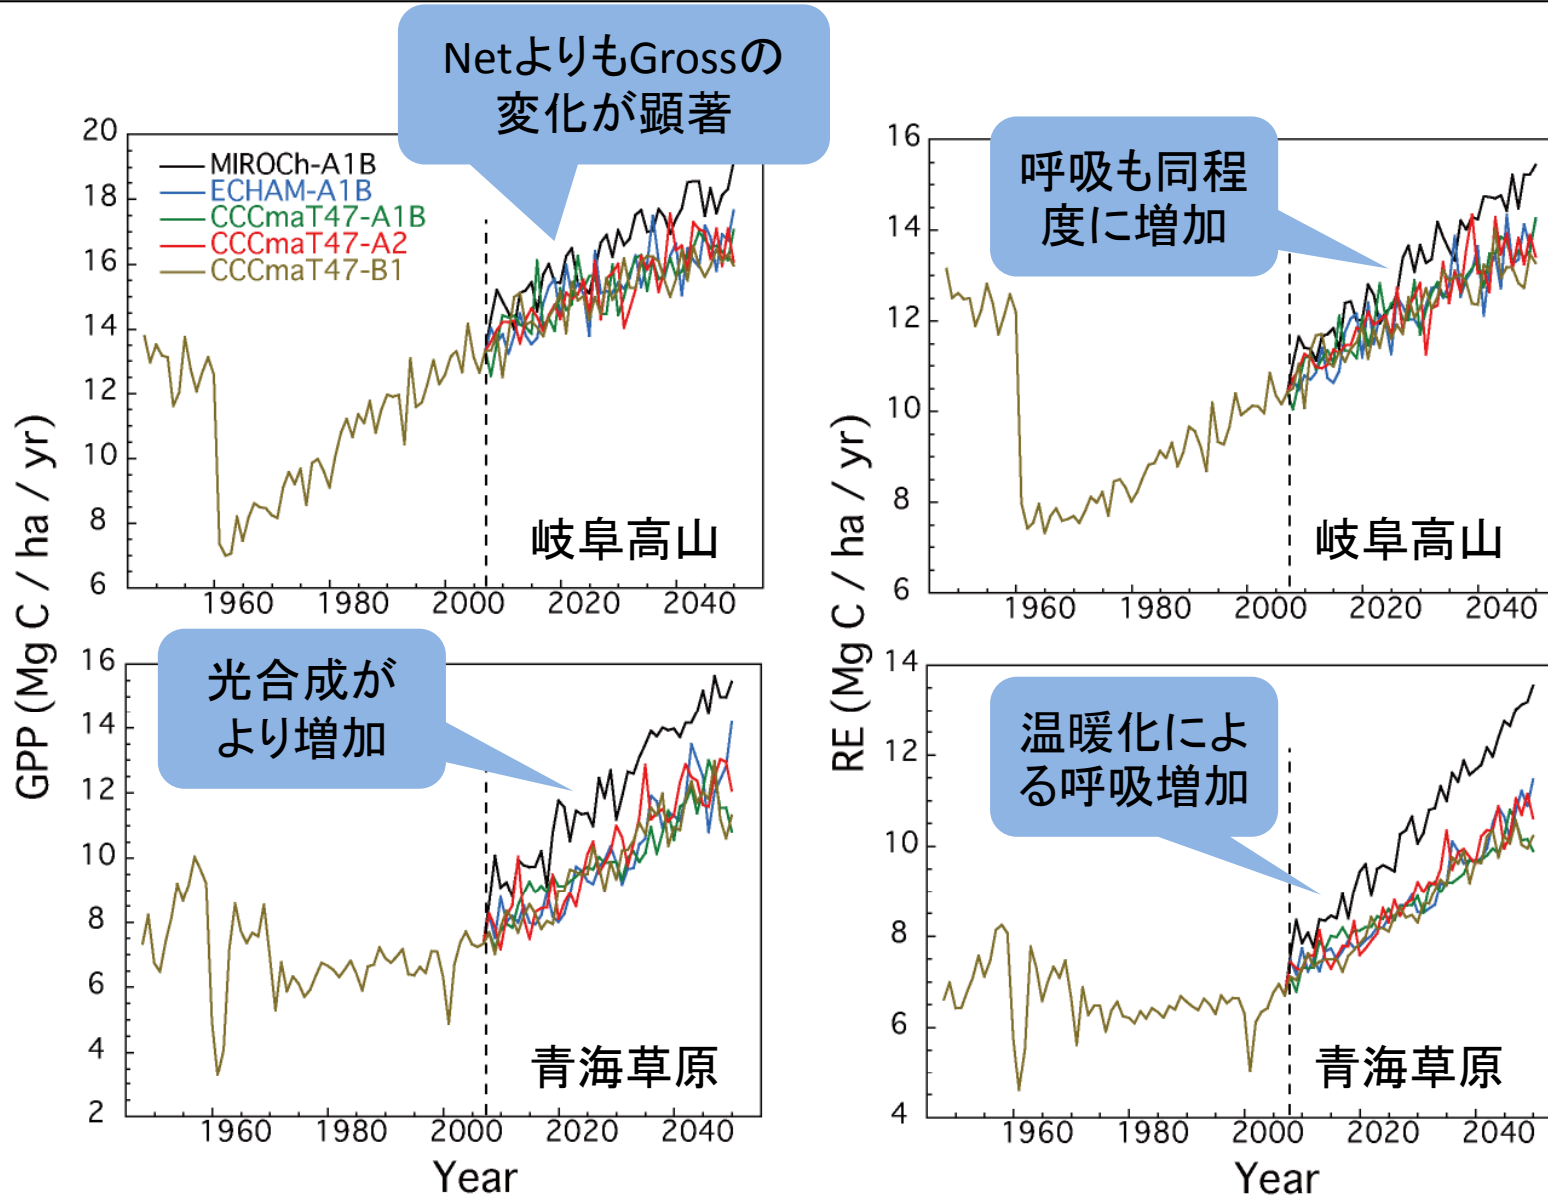 NetよりもGrossの
変化が顕著
20
18
16
14
12
10
8
6
MIROCh-A1B
ECHAM-A1B
CCCmaT47-A1B
CCCmaT47-A2
CCCmaT47-B1
岐阜高山
1960 1980 2000 2020 2040
呼吸も同程
度に増加
16
14
12
10
8
6
岐阜高山
1960 1980 2000 2020 2040
GPP (Mg C / ha / yr)
光合成が
より増加
16
14
12
10
8
6
4
2
青海草原
1960 1980 2000 2020 2040
Year
RE (Mg C / ha / yr)
温暖化によ
る呼吸増加
14
12
10
8
6
4
青海草原
1960 1980 2000 2020 2040
Year